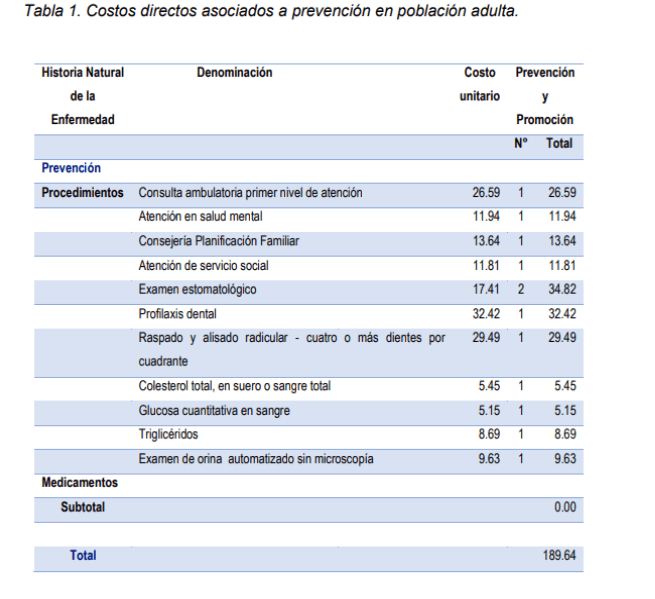 Tabla 1. Costos directos asociados a prevención en población adulta.
Historia Natural Denominación Costo Prevención
de la unitario y
Enfermedad Promoción
N° Total
Prevención
Procedimientos Consulta ambulatoria primer nivel de atención 26.59 1 26.59
Atención en salud mental 11.94 1 11.94
Consejería Planificación Familiar 13.64 1 13.64
Atención de servicio social 11.81 1 11.81
Examen estomatológico 17.41 2 34.82
Profilaxis dental 32.42 1 32.42
Raspado y alisado radicular - cuatro o más dientes por 29.49 1 29.49
cuadrante
Colesterol total, en suero o sangre total 5.45 1 5.45
Glucosa cuantitativa en sangre 5.15 1 5.15
Triglicéridos 8.69 1 8.69
Examen de orina automatizado sin microscopía 9.63 1 9.63
Medicamentos
Subtotal 0.00
Total 189.64